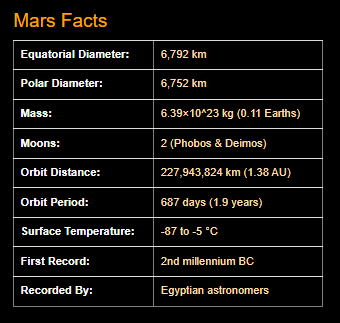 Mars Facts
Equatorial Diameter: 6,792 km
Polar Diameter: 6,752 km
Mass: 6.39×10^23 kg (0.11 Earths)
Moons: 2 (Phobos & Deimos)
Orbit Distance: 227,943,824 km (1.38 AU)
Orbit Period: 687 days (1.9 years)
Surface Temperature: -87 to -5 °C
First Record: 2nd millennium BC
Recorded By: Egyptian astronomers